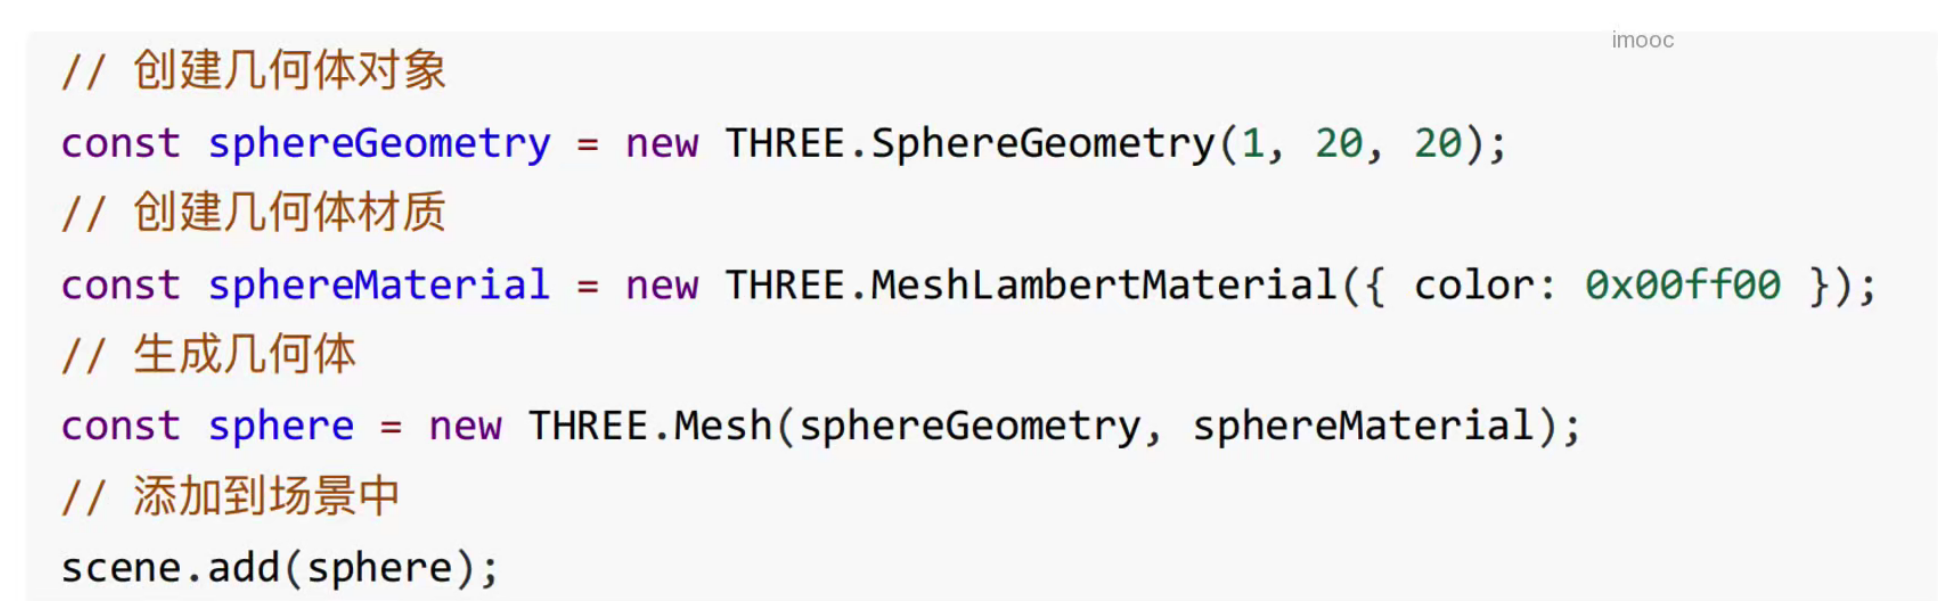 imooc
// 创建几何体对象
const sphereGeometry = new THREE.SphereGeometry(1, 20, 20);
// 创建几何体材质
const sphereMaterial = new THREE.MeshLambertMaterial({ color: 0x00ff00 });
// 生成几何体
const sphere = new THREE.Mesh(sphereGeometry, sphereMaterial);
// 添加到场景中
scene.add(sphere);